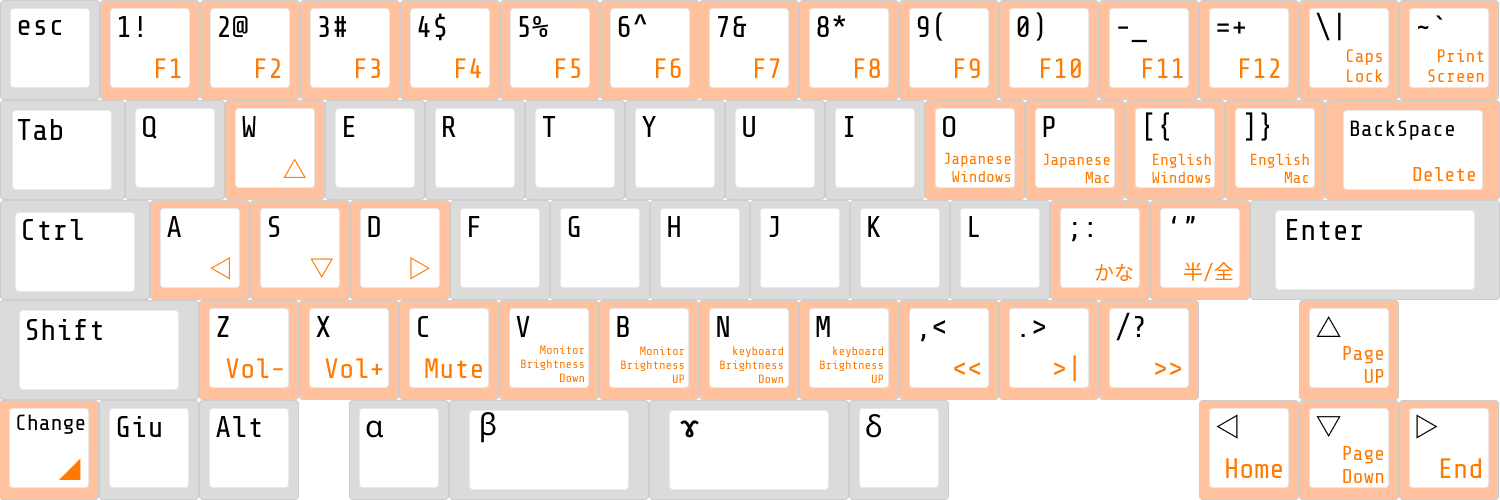 esc 1! 2@ 3# 4$ 5% 6^ 7& 8* 9( 0) -_ =+ \| ~`
F1 F2 F3 F4 F5 F6 F7 F8 F9 F10 F11 F12 Caps Print
Lock Screen
Tab Q W E R T Y U I O P [{ ]} BackSpace
△ Japanese Japanese English English Delete
Windows Mac Windows Mac
Ctrl A S D F G H J K L ;: ‘” Enter
◁ ▽ ▷ かな 半/全
Shift Z X C V B N M ,< .> /? △
Vol- Vol+ Mute Monitor Monitor keyboard keyboard << >| >> Page
Brightness Brightness Brightness Brightness UP
Down UP Down UP
Change Giu Alt α β ɤ δ ◁ ▽ ▷
◢ Home Page End
Down